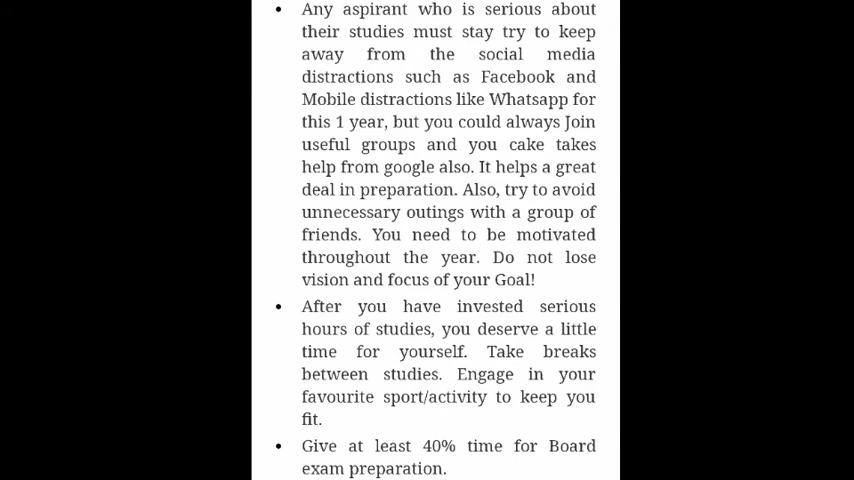 • Any aspirant who is serious about
their studies must stay try to keep
away from the social media
distractions such as Facebook and
Mobile distractions like Whatsapp for
this 1 year, but you could always Join
useful groups and you cake takes
help from google also. It helps a great
deal in preparation. Also, try to avoid
unnecessary outings with a group of
friends. You need to be motivated
throughout the year. Do not lose
vision and focus of your Goal!
• After you have invested serious
hours of studies, you deserve a little
time for yourself. Take breaks
between studies. Engage in your
favourite sport/activity to keep you
fit.
• Give at least 40% time for Board
exam preparation.